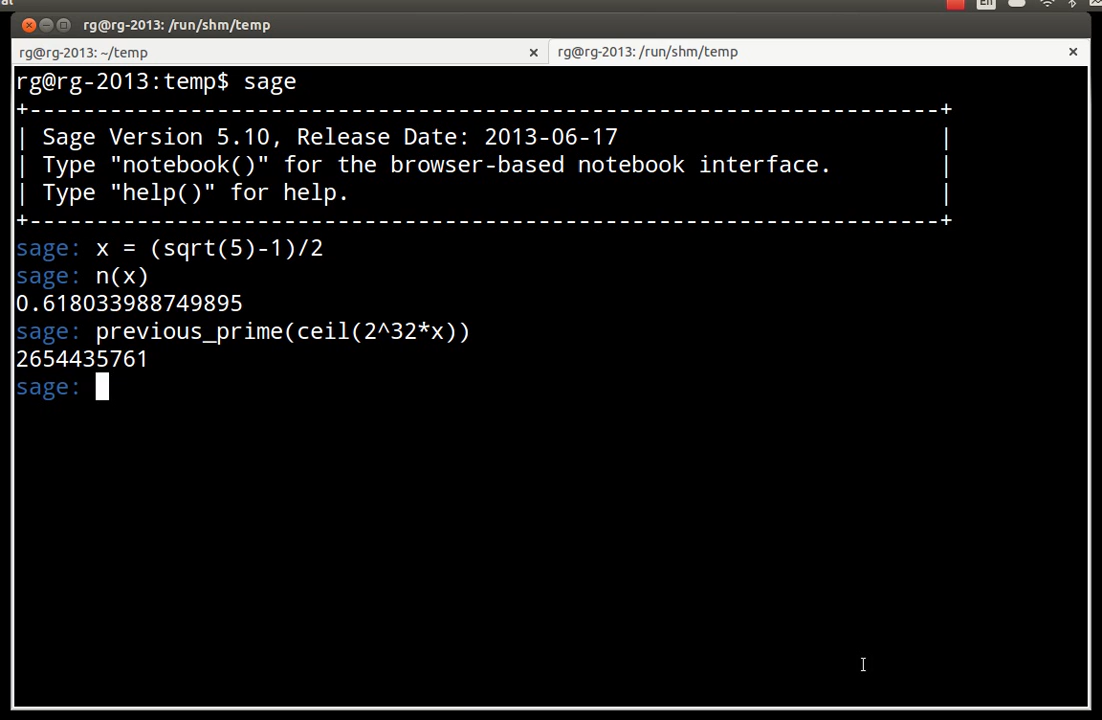 al
En
rg@rg-2013: /run/shm/temp
rg@rg-2013: ~/temp
rg@rg-2013: /run/shm/temp
rg@rg-2013:temp$ sage
+--------------------------------------------------------------------+
| Sage Version 5.10, Release Date: 2013-06-17                        |
| Type "notebook()" for the browser-based notebook interface.        |
| Type "help()" for help.                                            |
+--------------------------------------------------------------------+
sage: x = (sqrt(5)-1)/2
sage: n(x)
0.618033988749895
sage: previous_prime(ceil(2^32*x))
2654435761
sage: